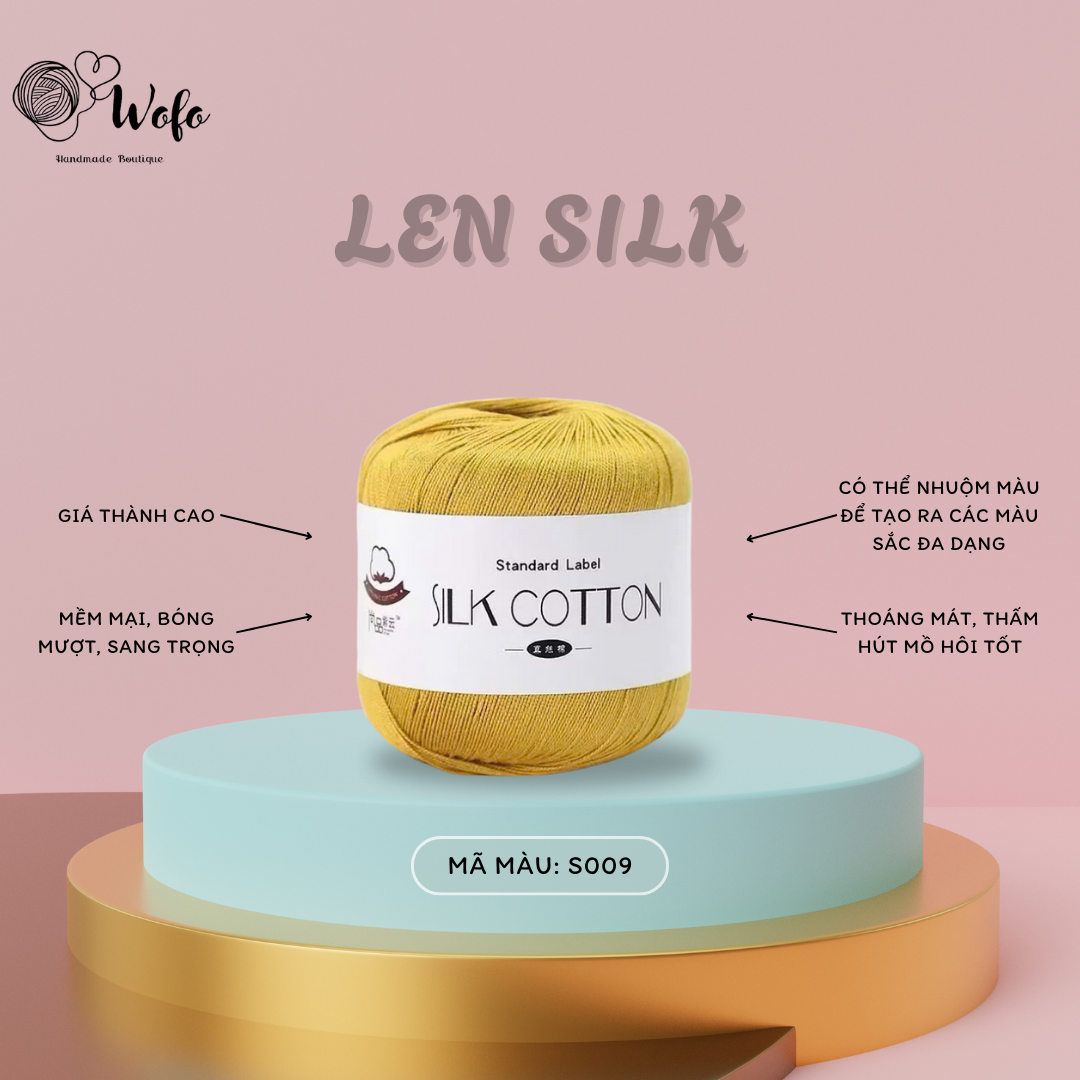 Wofo
Handmade Boutique
LEN SILK
GIÁ THÀNH CAO
MỀM MẠI, BÓNG
MƯỢT, SANG TRỌNG
CÓ THỂ NHUỘM MÀU
ĐỂ TẠO RA CÁC MÀU
SẮC ĐA DẠNG
THOÁNG MÁT, THẤM
HÚT MỒ HÔI TỐT
Standard Label
SILK COTTON
MÃ MÀU: S009